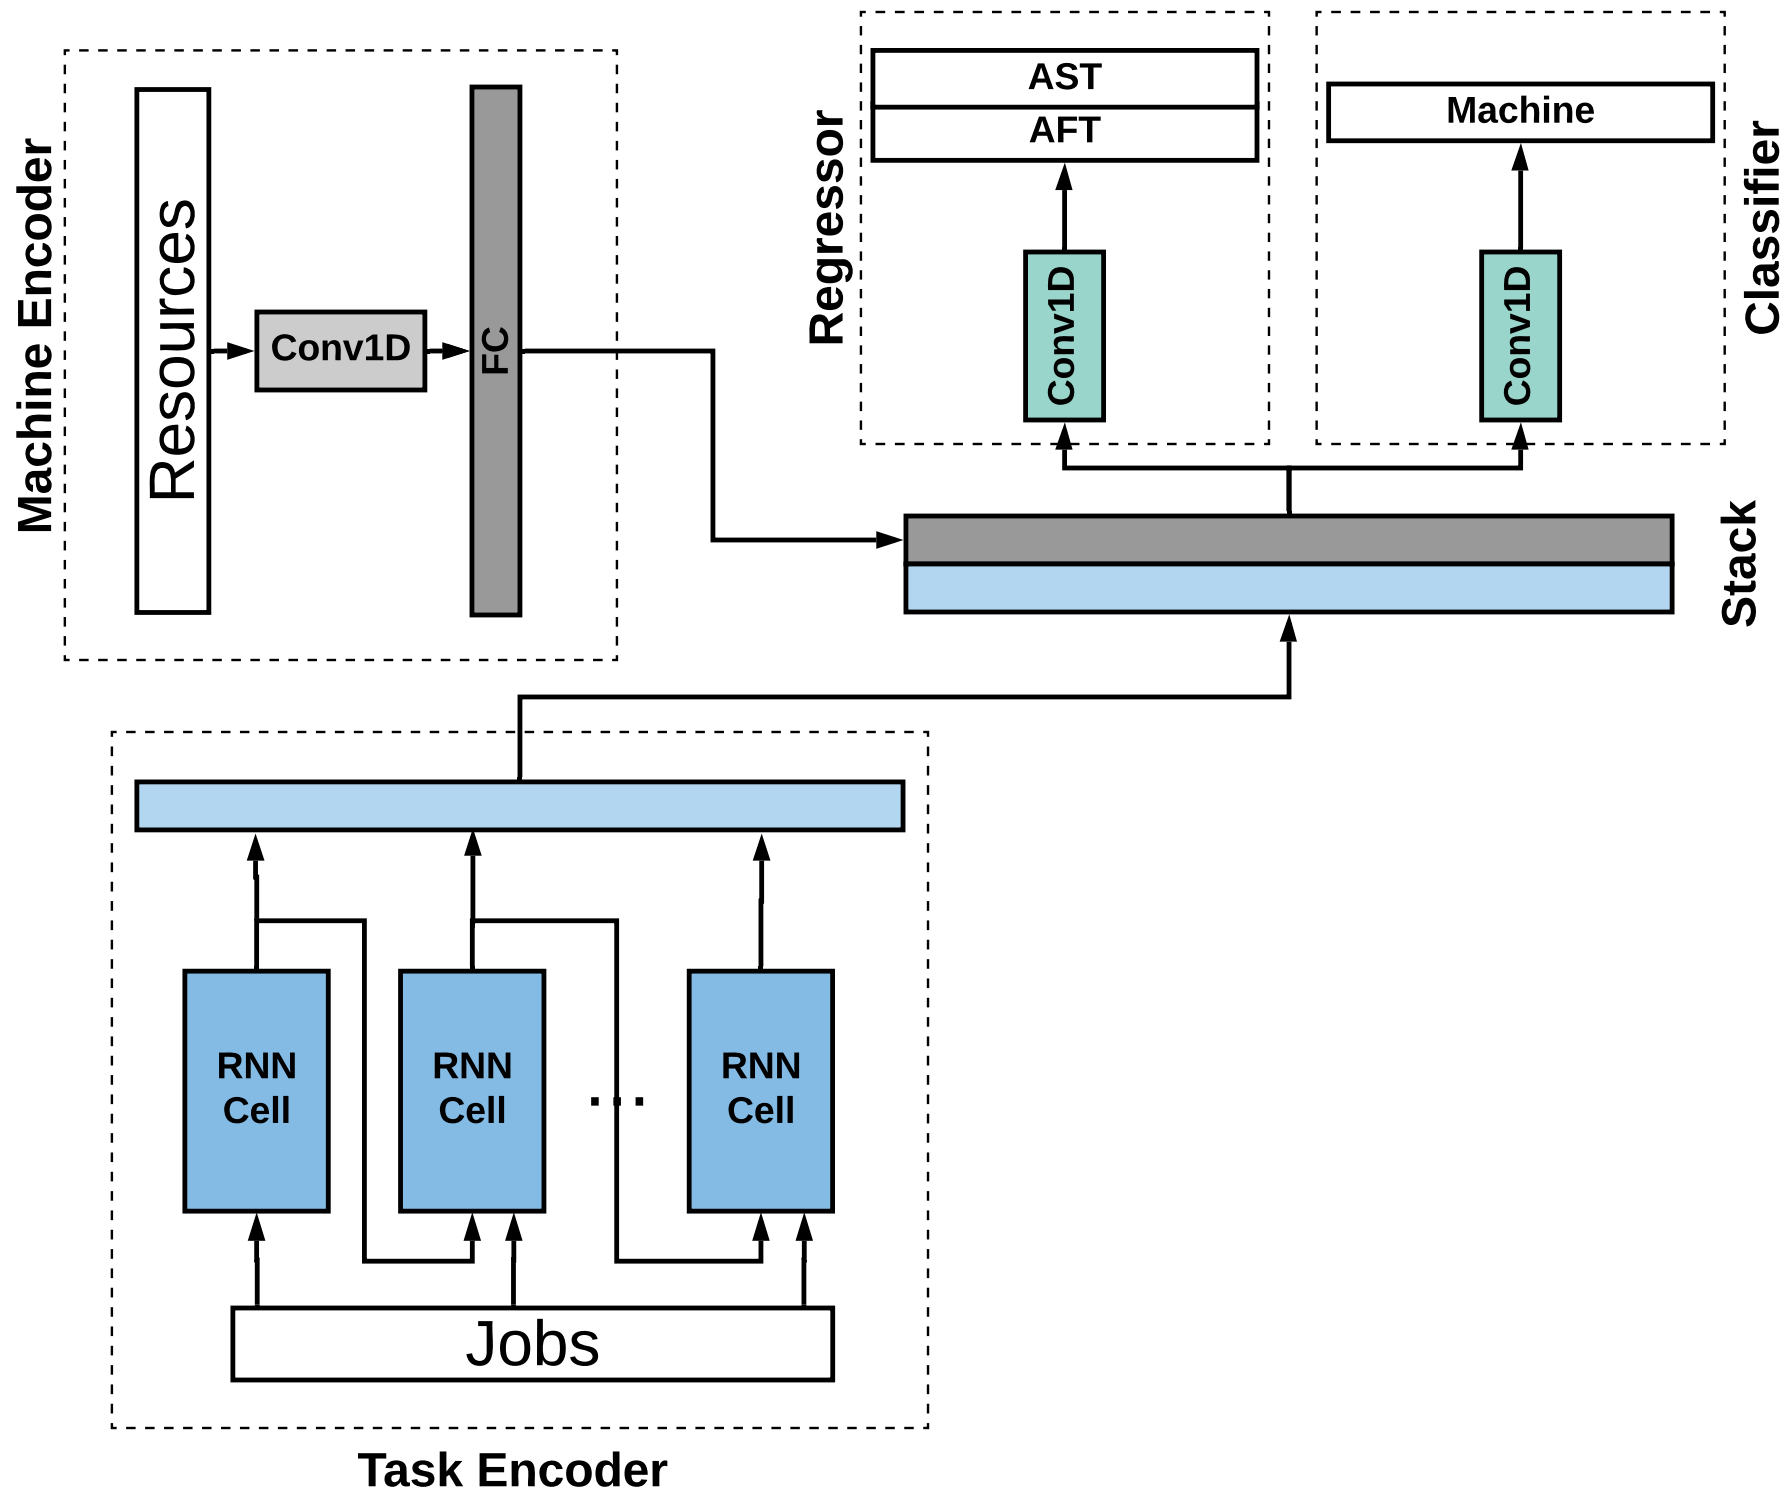 Machine Encoder
Resources
Conv1D
FC
Regressor
AST
AFT
Conv1D
Machine
Conv1D
Classifier
Stack
RNN
Cell
RNN
Cell
...
RNN
Cell
Jobs
Task Encoder